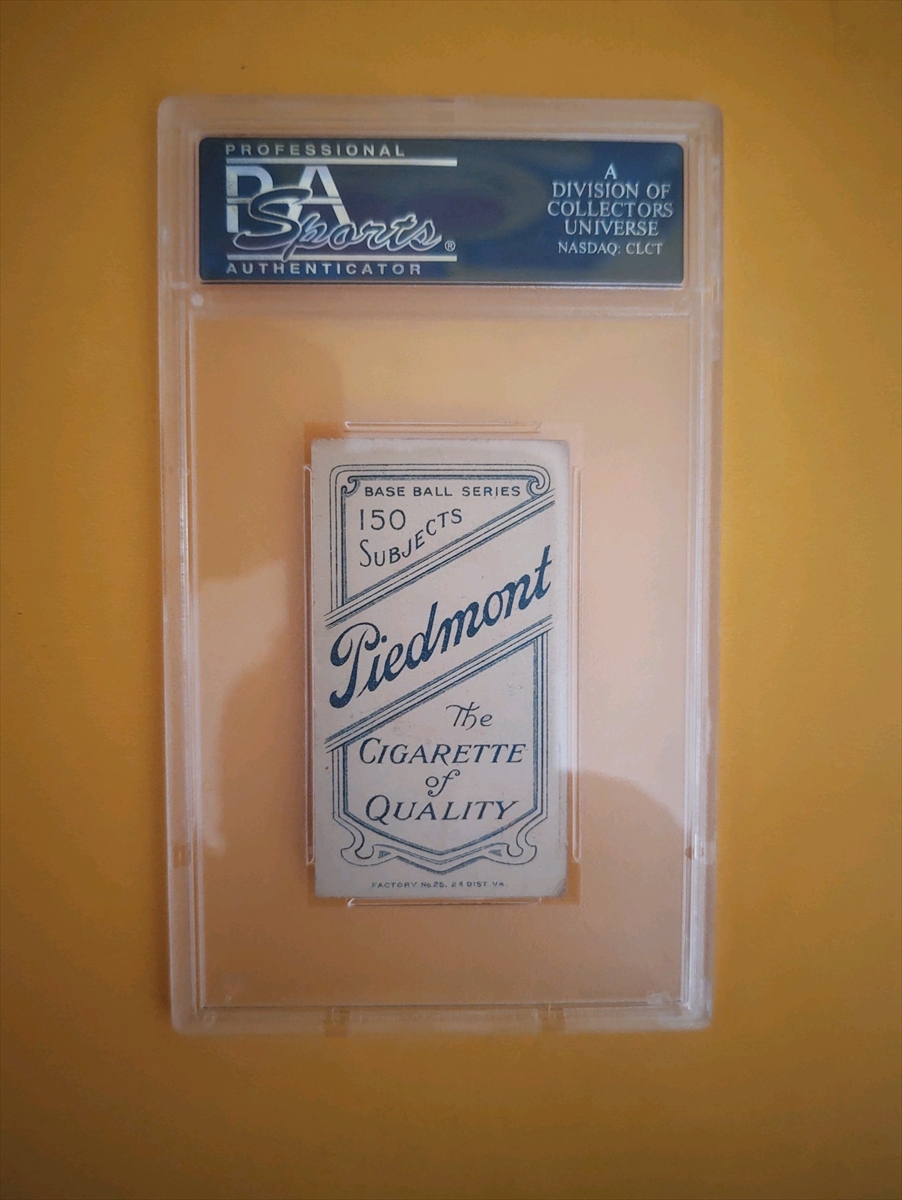 PROFESSIONAL
PSA
Sports®
AUTHENTICATOR
A
DIVISION OF
COLLECTORS
UNIVERSE
NASDAQ: CLCT
BASE BALL SERIES
150
SUBJECTS
Piedmont
The
CIGARETTE
of
QUALITY
FACTORY No. 25, 2d DIST. VA.